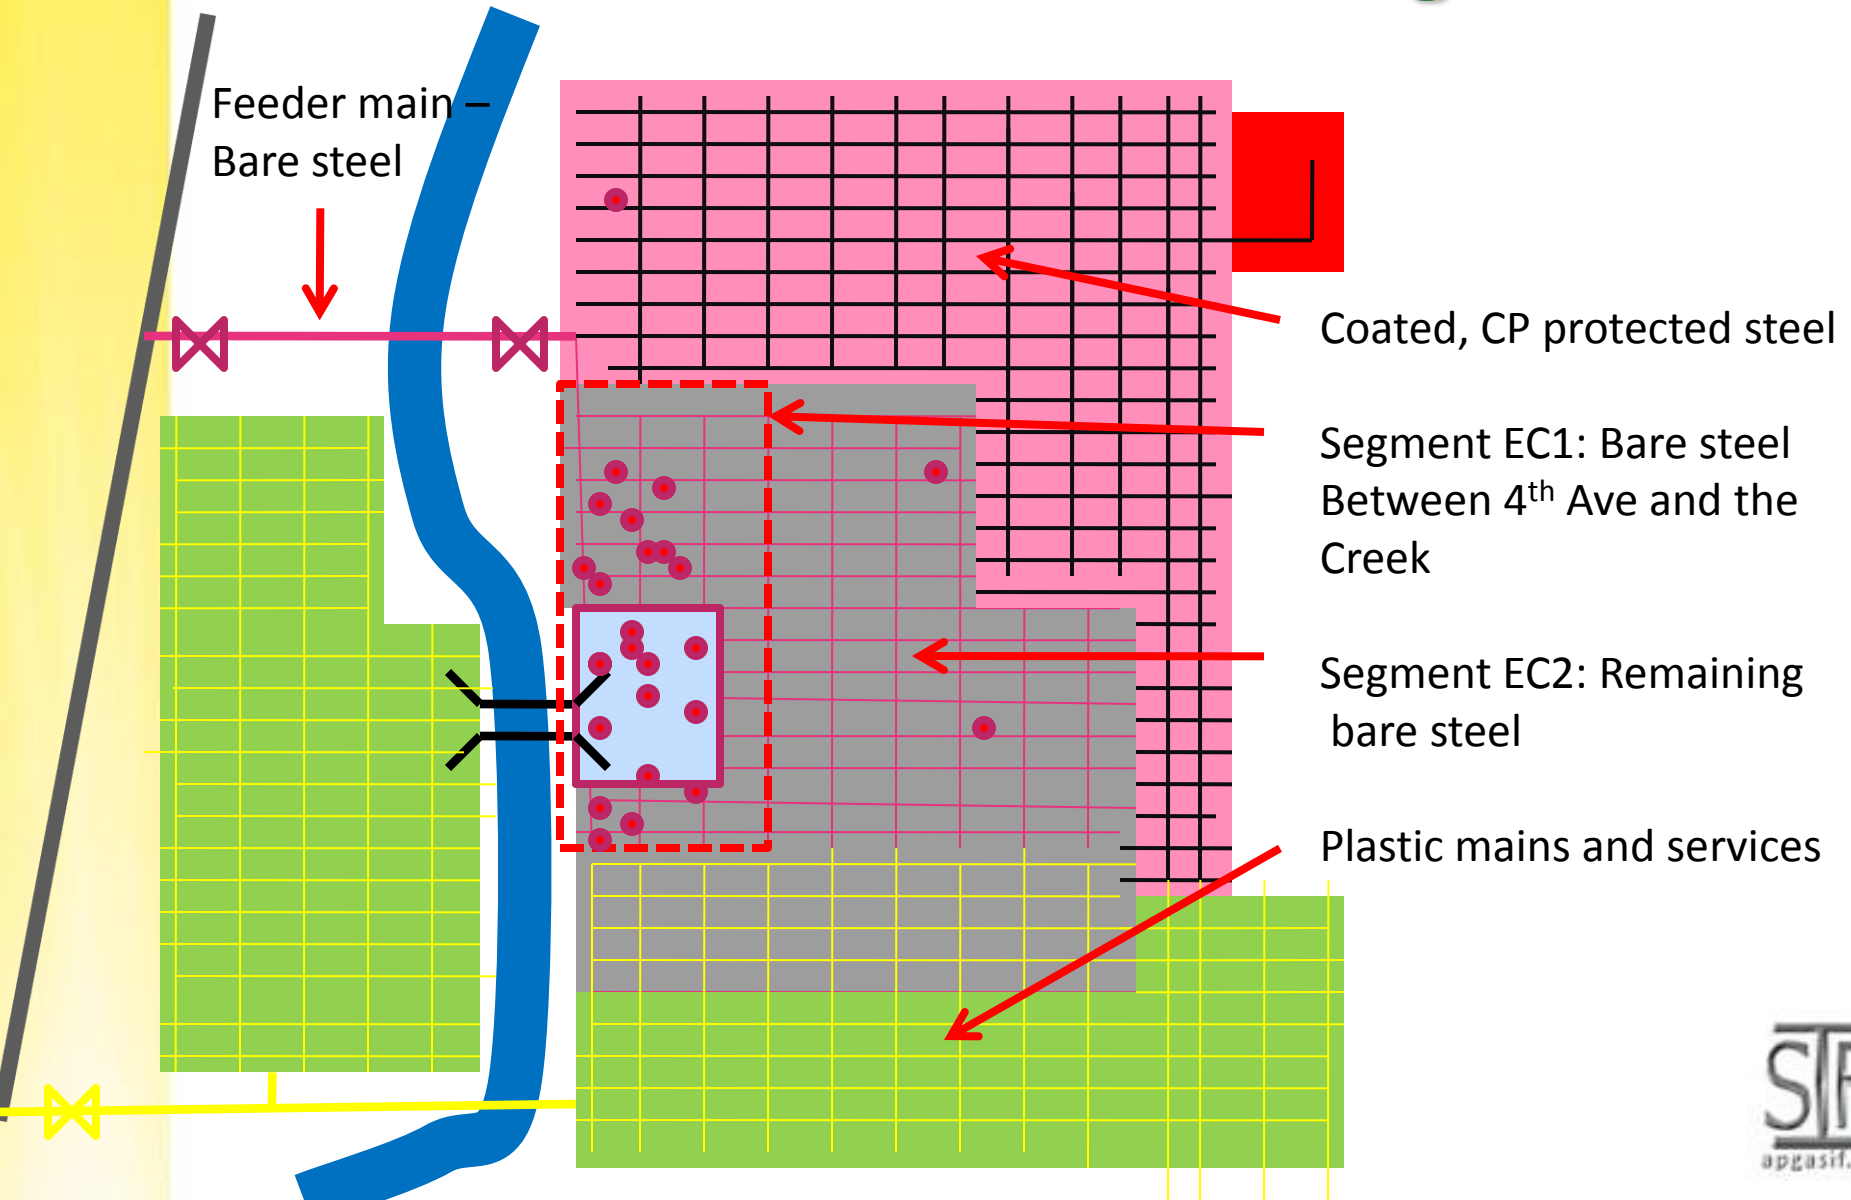 Feeder main –
Bare steel
Coated, CP protected steel
Segment EC1: Bare steel
Between 4th Ave and the
Creek
Segment EC2: Remaining
bare steel
Plastic mains and services
apgasif.